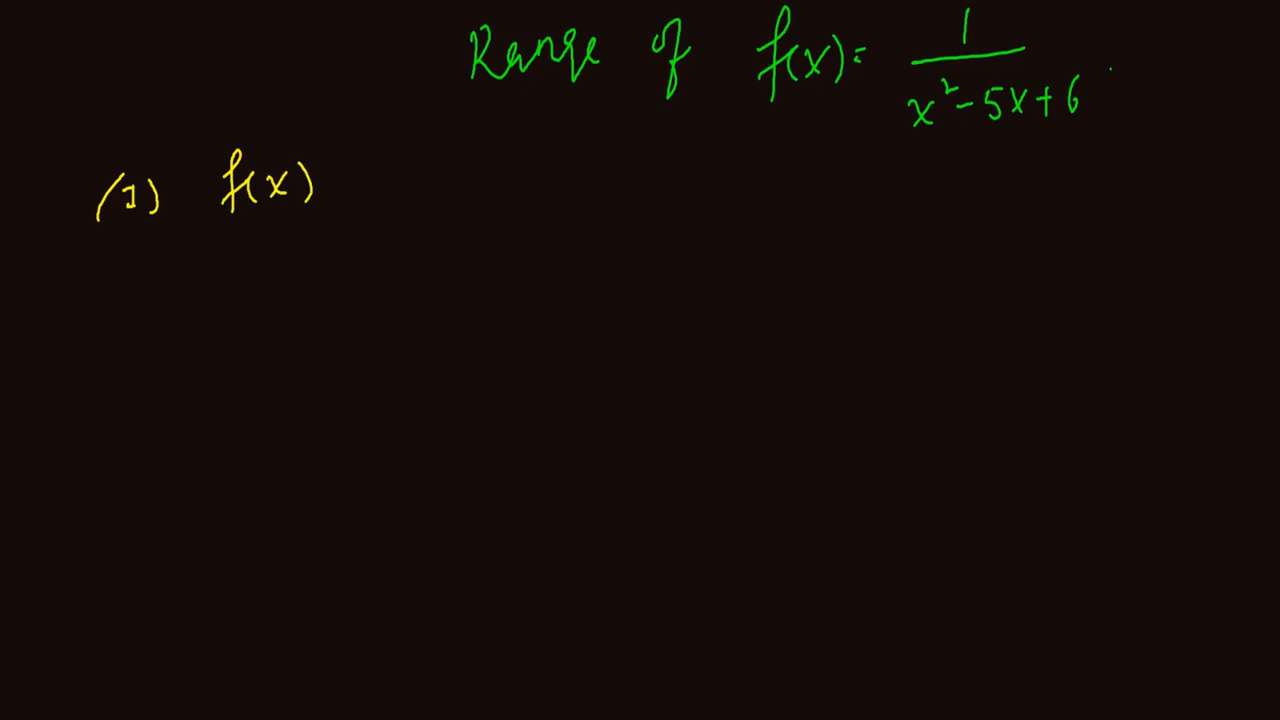 Range of f(x) = 1 / (x² - 5x + 6)
(1) f(x)